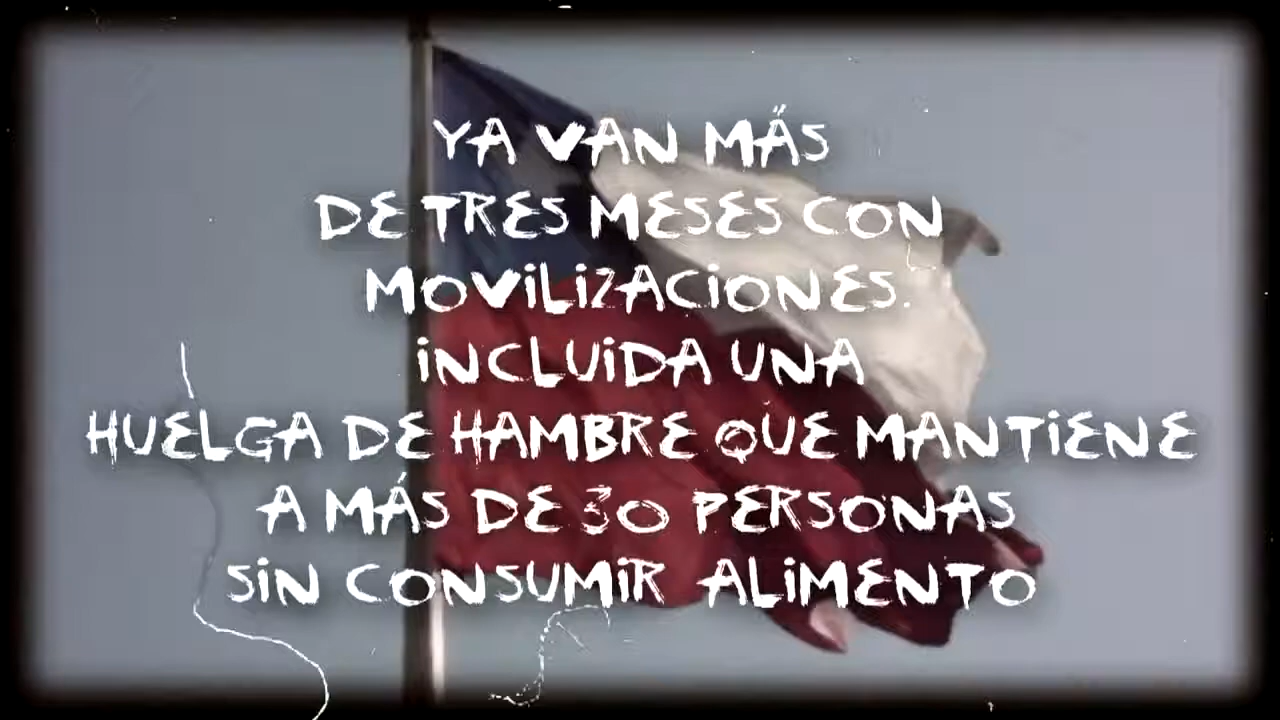 YA VAN MÁS
DE TRES MESES CON
MOVILIZACIONES.
INCLUIDA UNA
HUELGA DE HAMBRE QUE MANTIENE
A MÁS DE 30 PERSONAS
SIN CONSUMIR ALIMENTO